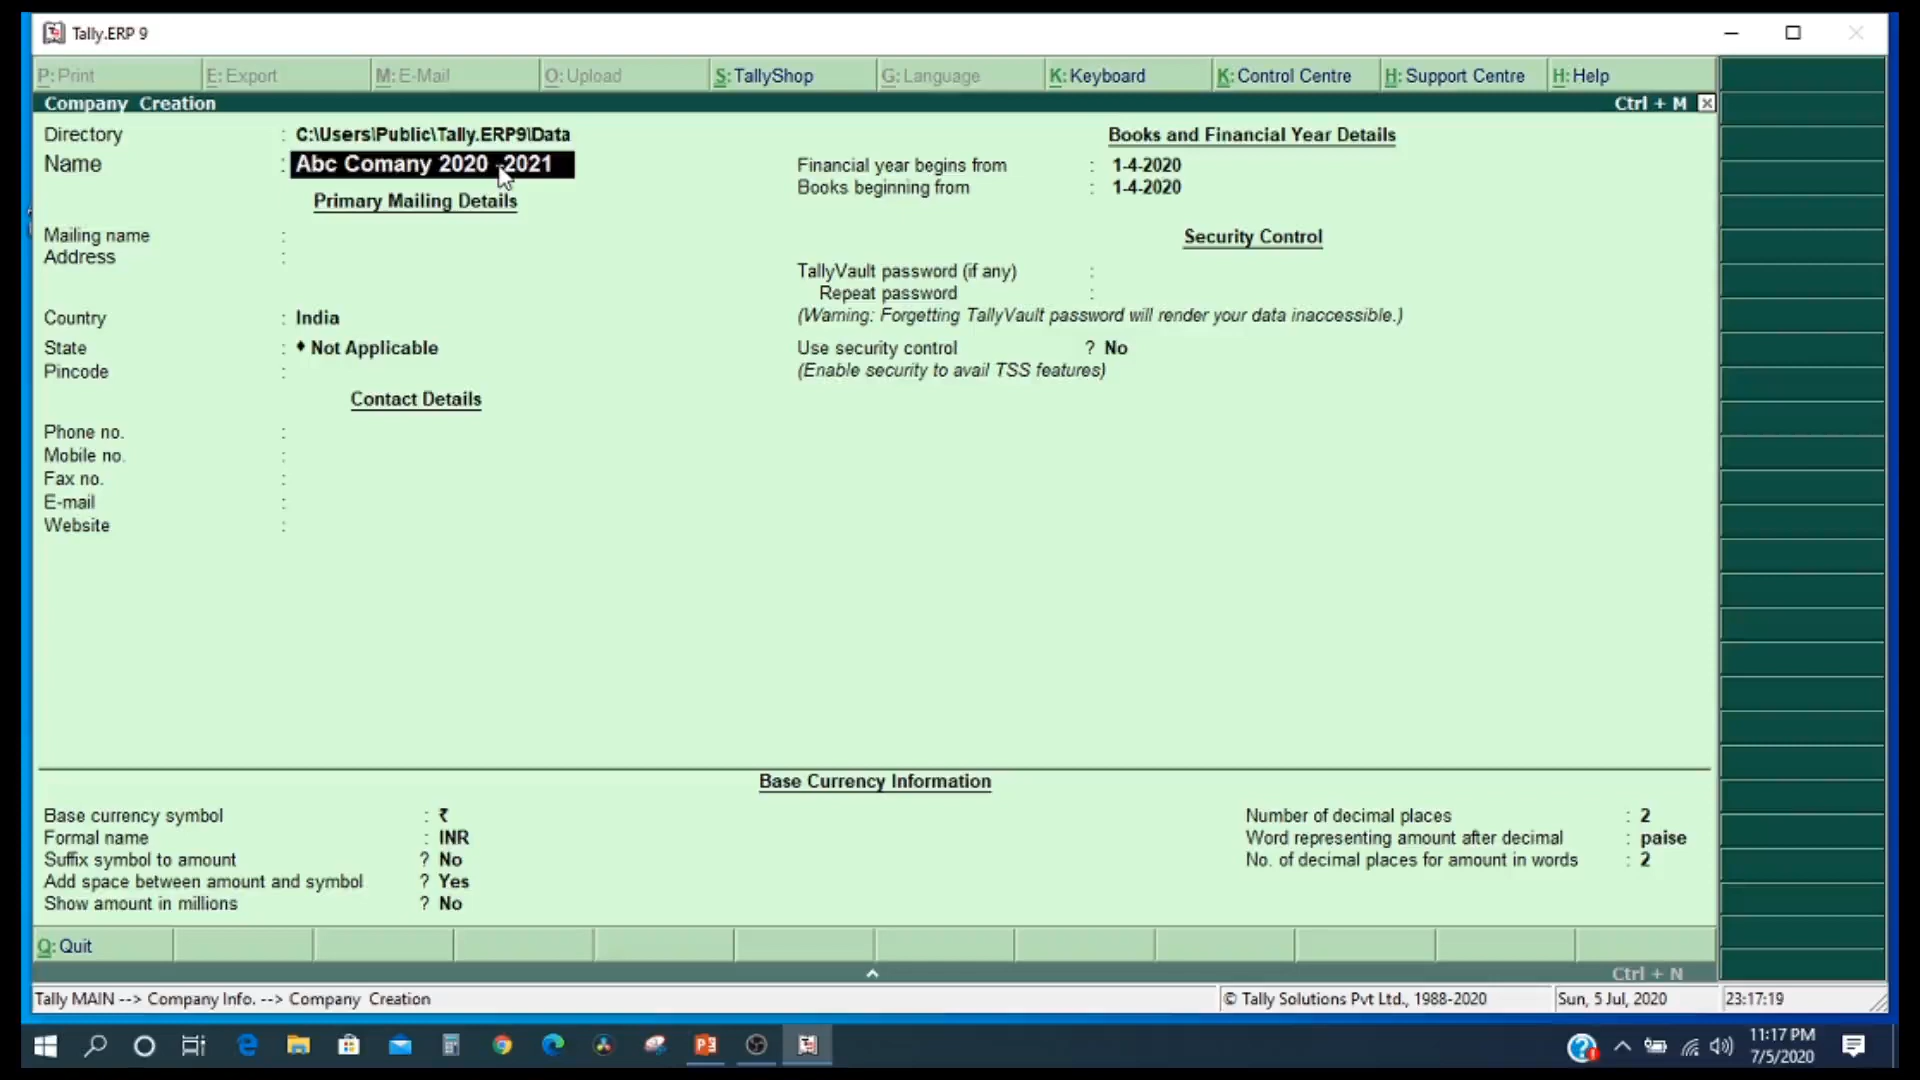 Tally.ERP 9
P: Print E: Export M: E-Mail O: Upload S: TallyShop G: Language K: Keyboard K: Control Centre H: Support Centre H: Help
Company Creation Ctrl + M
Directory : C:\Users\Public\Tally.ERP9\Data
Name : Abc Comany 2020 -2021
Primary Mailing Details
Mailing name :
Address :
Country : India
State : ♦ Not Applicable
Pincode :
Contact Details
Phone no. :
Mobile no. :
Fax no. :
E-mail :
Website :
Books and Financial Year Details
Financial year begins from : 1-4-2020
Books beginning from : 1-4-2020
Security Control
TallyVault password (if any) :
Repeat password :
(Warning: Forgetting TallyVault password will render your data inaccessible.)
Use security control ? No
(Enable security to avail TSS features)
Base Currency Information
Base currency symbol : ₹
Formal name : INR
Suffix symbol to amount ? No
Add space between amount and symbol ? Yes
Show amount in millions ? No
Number of decimal places : 2
Word representing amount after decimal : paise
No. of decimal places for amount in words : 2
Q: Quit
Ctrl + N
Tally MAIN --> Company Info. --> Company Creation © Tally Solutions Pvt Ltd., 1988-2020 Sun, 5 Jul, 2020 23:17:19
11:17 PM
7/5/2020